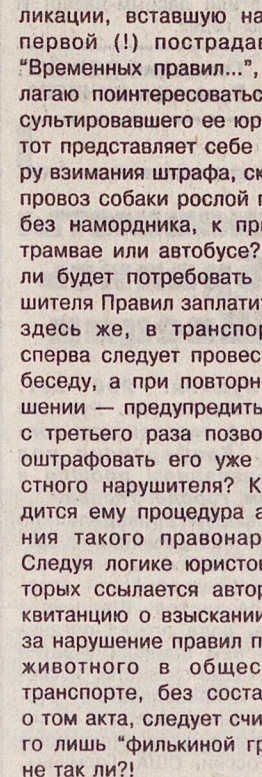 ликации, вставшую на
первой (!) пострадав
“Временных правил...”,
лагаю поинтересоватьс
сультировавшего ее юр
тот представляет себе
ру взимания штрафа, ск
провоз собаки рослой п
без намордника, к при
трамвае или автобусе?
ли будет потребовать
шителя Правил заплатит
здесь же, в транспор
сперва следует провес
беседу, а при повторн
шении — предупредить
с третьего раза позво
оштрафовать его уже
стного нарушителя? К
дится ему процедура а
ния такого правонар
Следуя логике юристов
торых ссылается автор
квитанцию о взыскании
за нарушение правил п
животного в общес
транспорте, без соста
о том акта, следует счи
го лишь “филькиной гр
не так ли?!